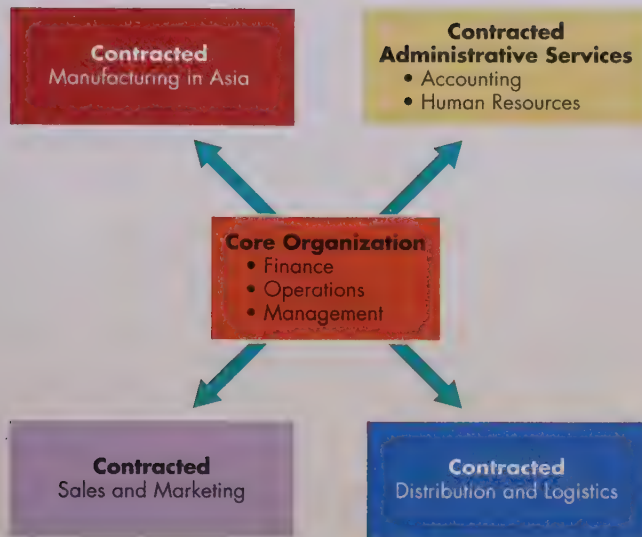 Contracted
Manufacturing in Asia
Contracted
Administrative Services
• Accounting
• Human Resources
Core Organization
• Finance
• Operations
• Management
Contracted
Sales and Marketing
Contracted
Distribution and Logistics